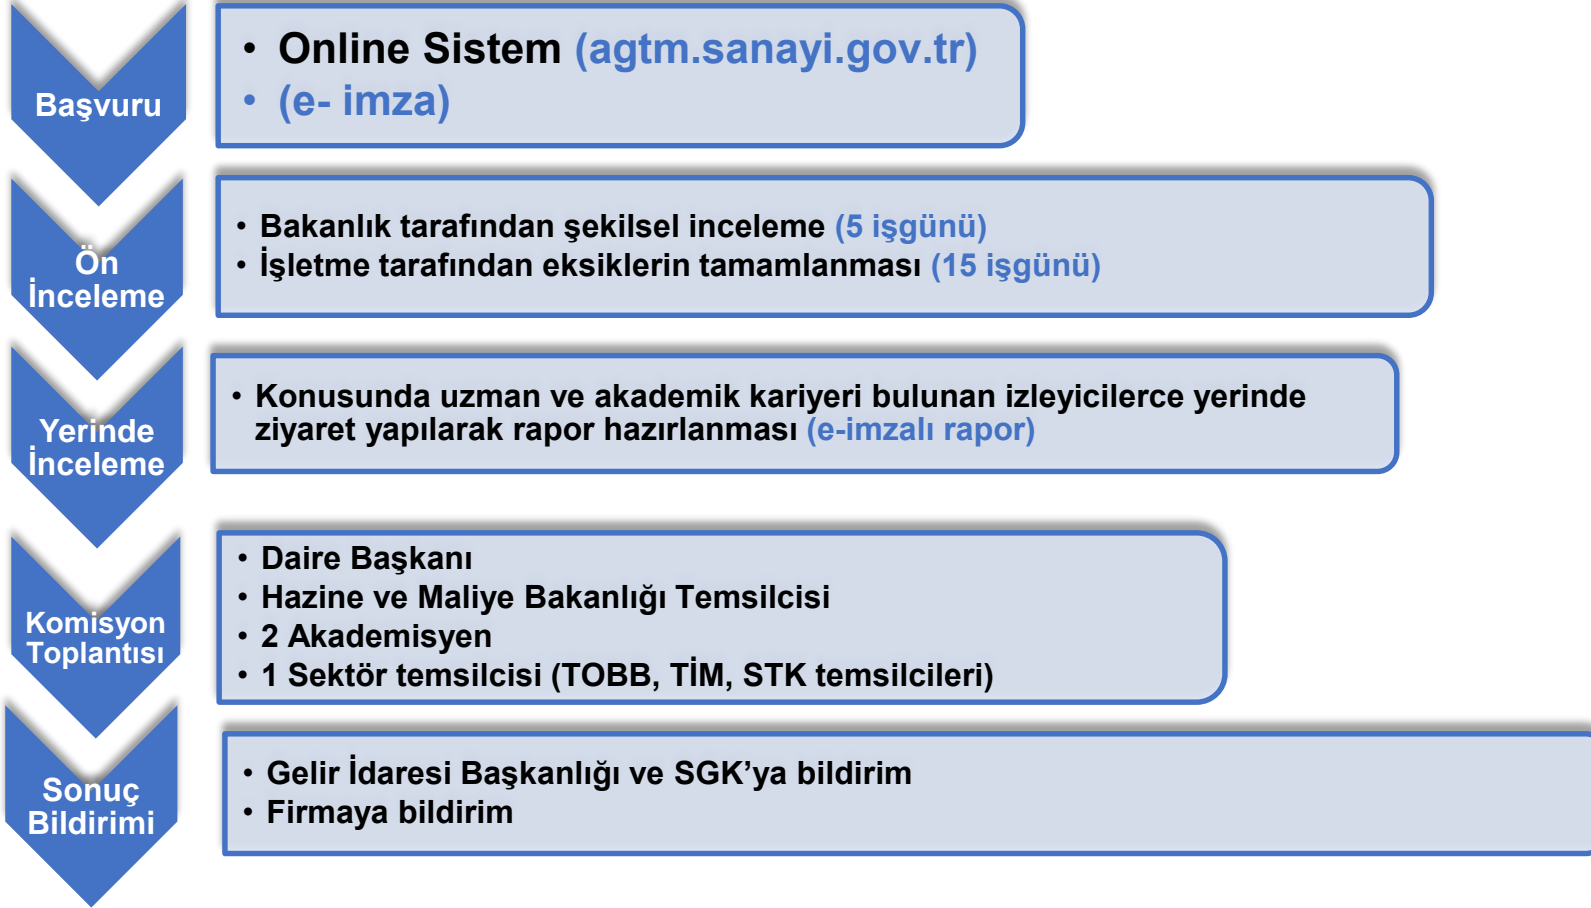 Başvuru
• Online Sistem (agtm.sanayi.gov.tr)
• (e- imza)
Ön
İnceleme
• Bakanlık tarafından şekilsel inceleme (5 işgünü)
• İşletme tarafından eksiklerin tamamlanması (15 işgünü)
Yerinde
İnceleme
• Konusunda uzman ve akademik kariyeri bulunan izleyicilerce yerinde
ziyaret yapılarak rapor hazırlanması (e-imzalı rapor)
Komisyon
Toplantısı
• Daire Başkanı
• Hazine ve Maliye Bakanlığı Temsilcisi
• 2 Akademisyen
• 1 Sektör temsilcisi (TOBB, TİM, STK temsilcileri)
Sonuç
Bildirimi
• Gelir İdaresi Başkanlığı ve SGK’ya bildirim
• Firmaya bildirim